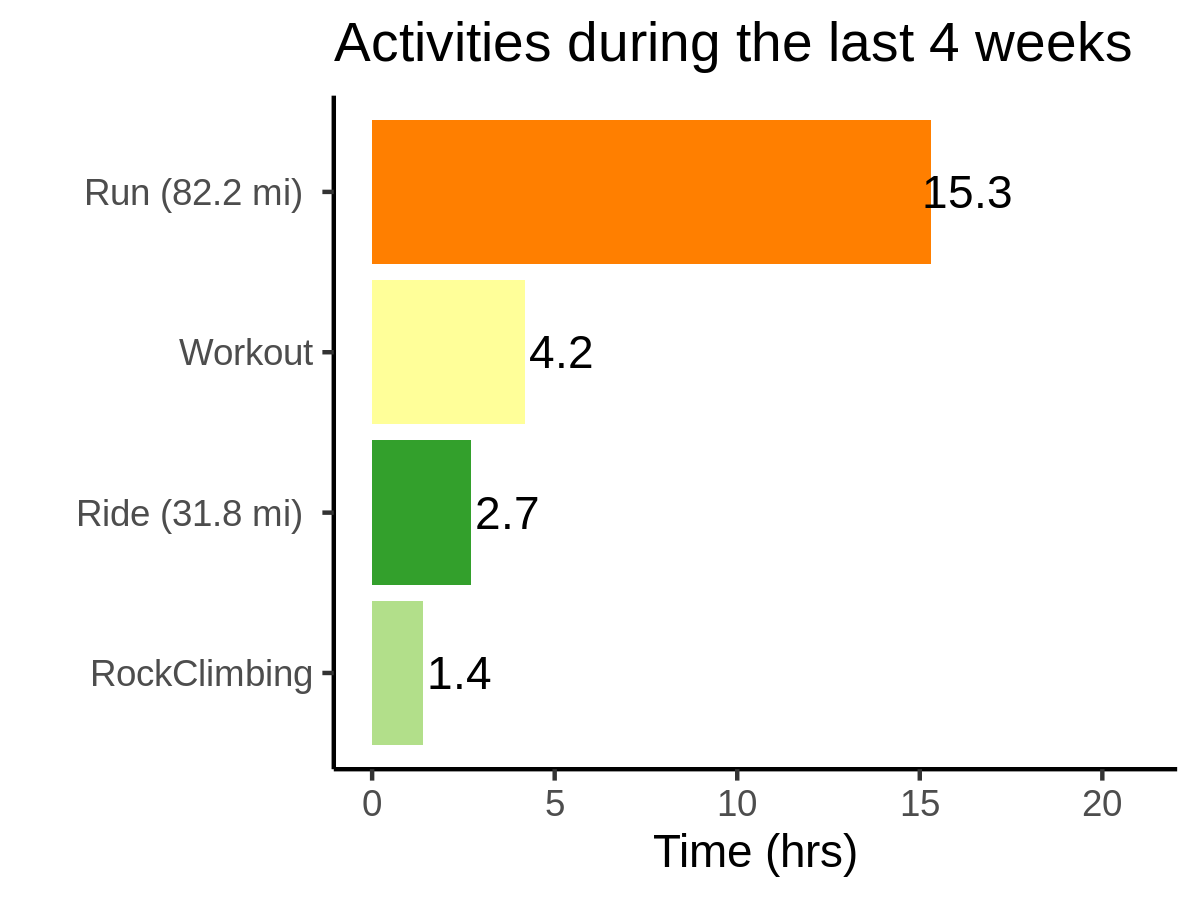 Activities during the last 4 weeks
Run (82.2 mi)
15.3
Workout
4.2
Ride (31.8 mi)
2.7
RockClimbing
1.4
0 5 10 15 20
Time (hrs)